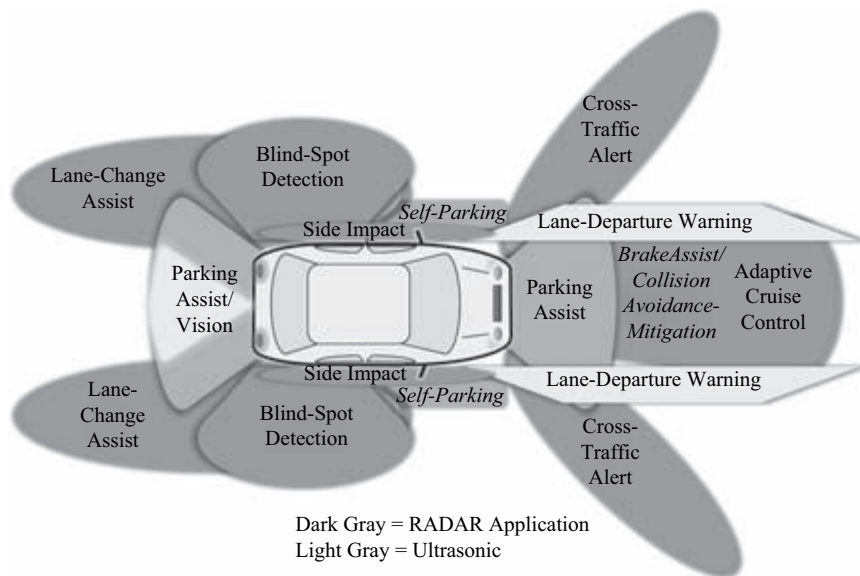 Cross-
Traffic
Alert
Blind-Spot
Detection
Lane-Change
Assist
Self-Parking
Side Impact
Lane-Departure Warning
Parking
Assist/
Vision
Parking
Assist
BrakeAssist/
Collision
Avoidance-
Mitigation
Adaptive
Cruise
Control
Side Impact
Self-Parking
Lane-Departure Warning
Lane-
Change
Assist
Blind-Spot
Detection
Cross-
Traffic
Alert
Dark Gray = RADAR Application
Light Gray = Ultrasonic